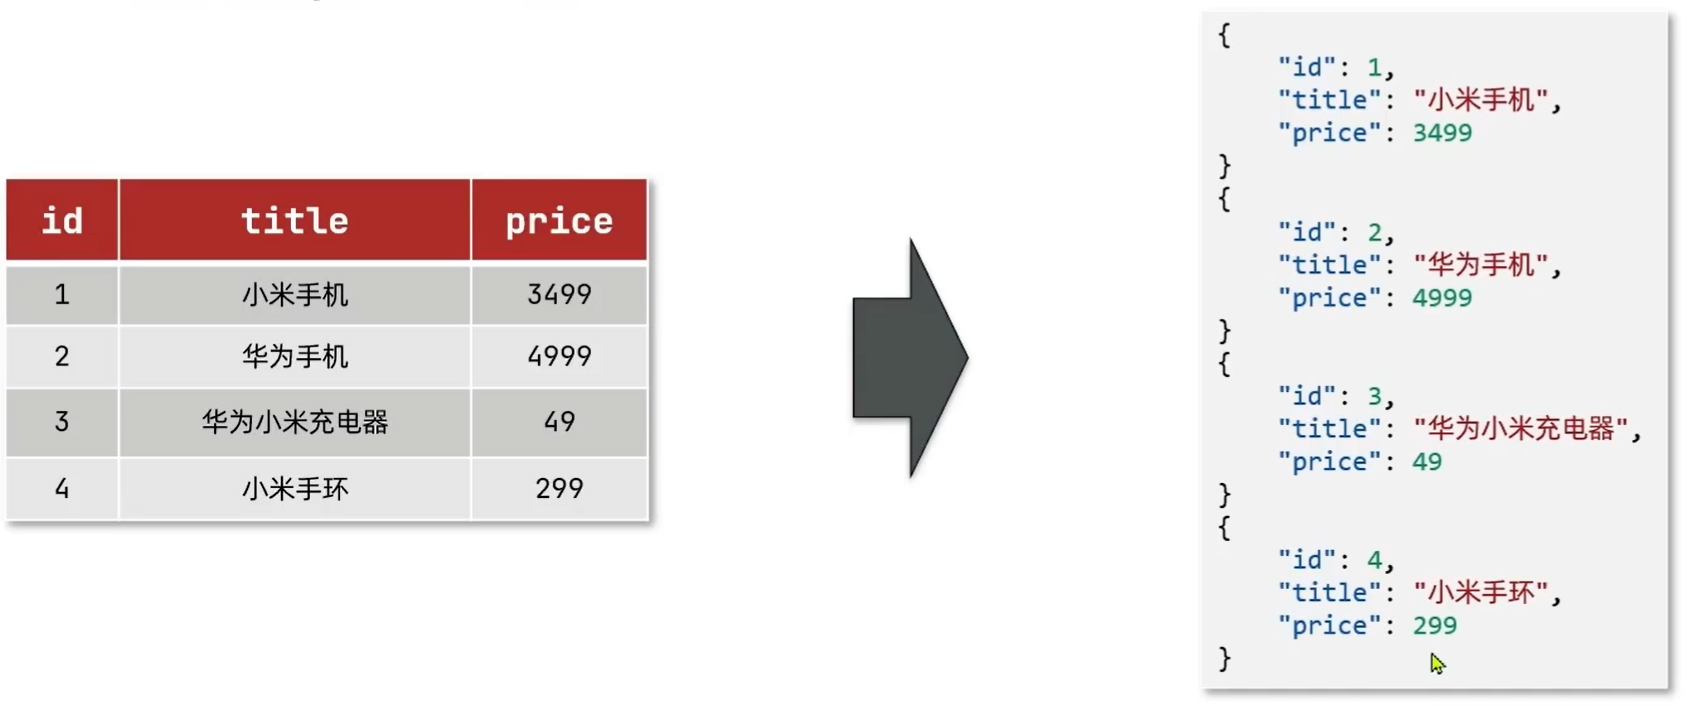 id title price
1 小米手机 3499
2 华为手机 4999
3 华为小米充电器 49
4 小米手环 299
{
"id": 1,
"title": "小米手机",
"price": 3499
}
{
"id": 2,
"title": "华为手机",
"price": 4999
}
{
"id": 3,
"title": "华为小米充电器",
"price": 49
}
{
"id": 4,
"title": "小米手环",
"price": 299
}